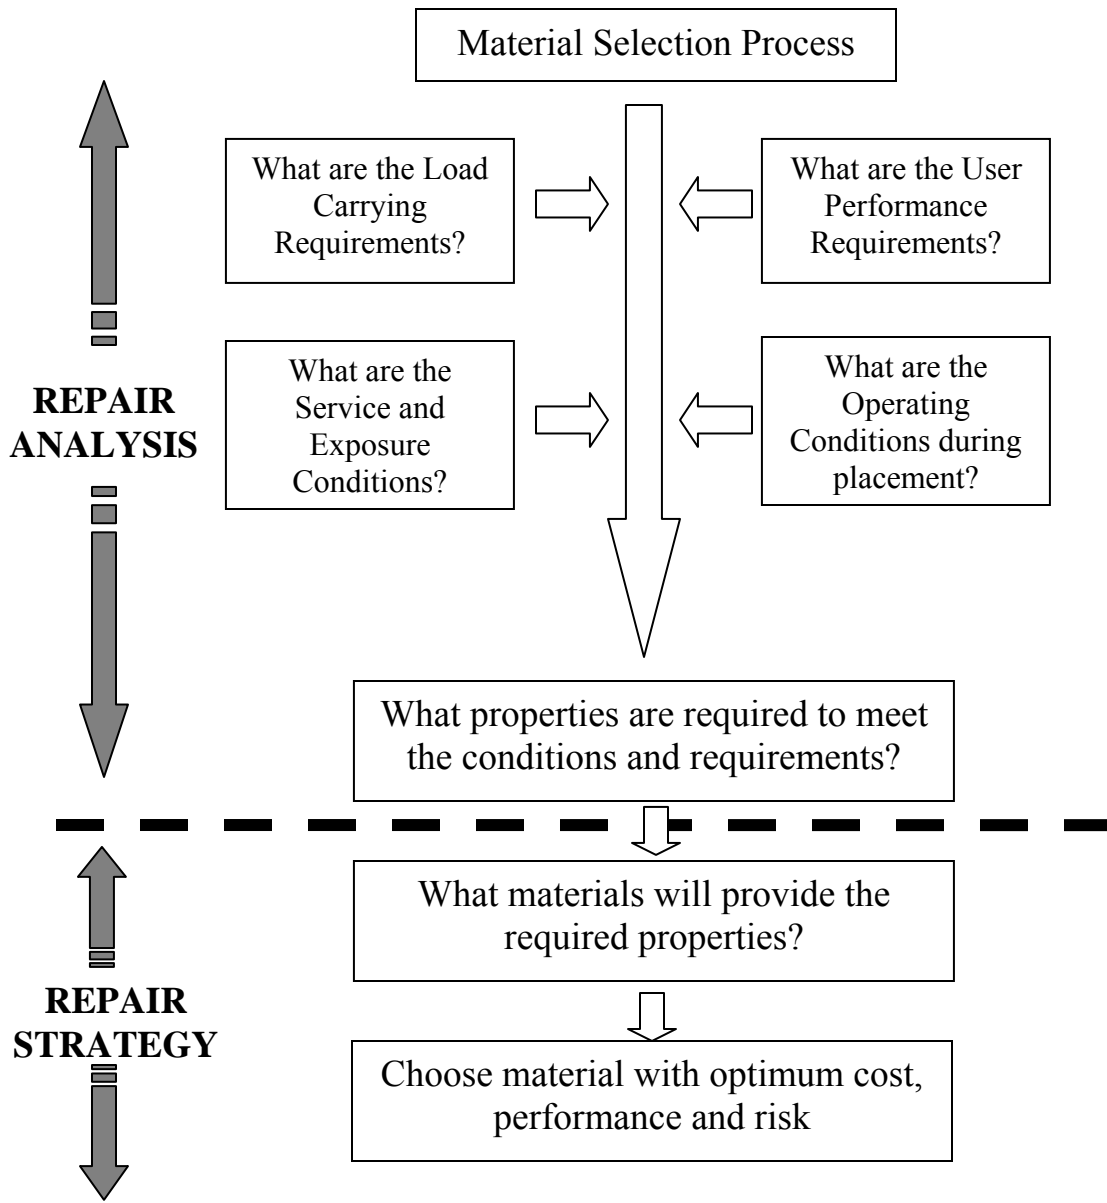 Material Selection Process
What are the Load
Carrying
Requirements?
What are the User
Performance
Requirements?
What are the
Service and
Exposure
Conditions?
What are the
Operating
Conditions during
placement?
REPAIR
ANALYSIS
What properties are required to meet
the conditions and requirements?
What materials will provide the
required properties?
REPAIR
STRATEGY
Choose material with optimum cost,
performance and risk